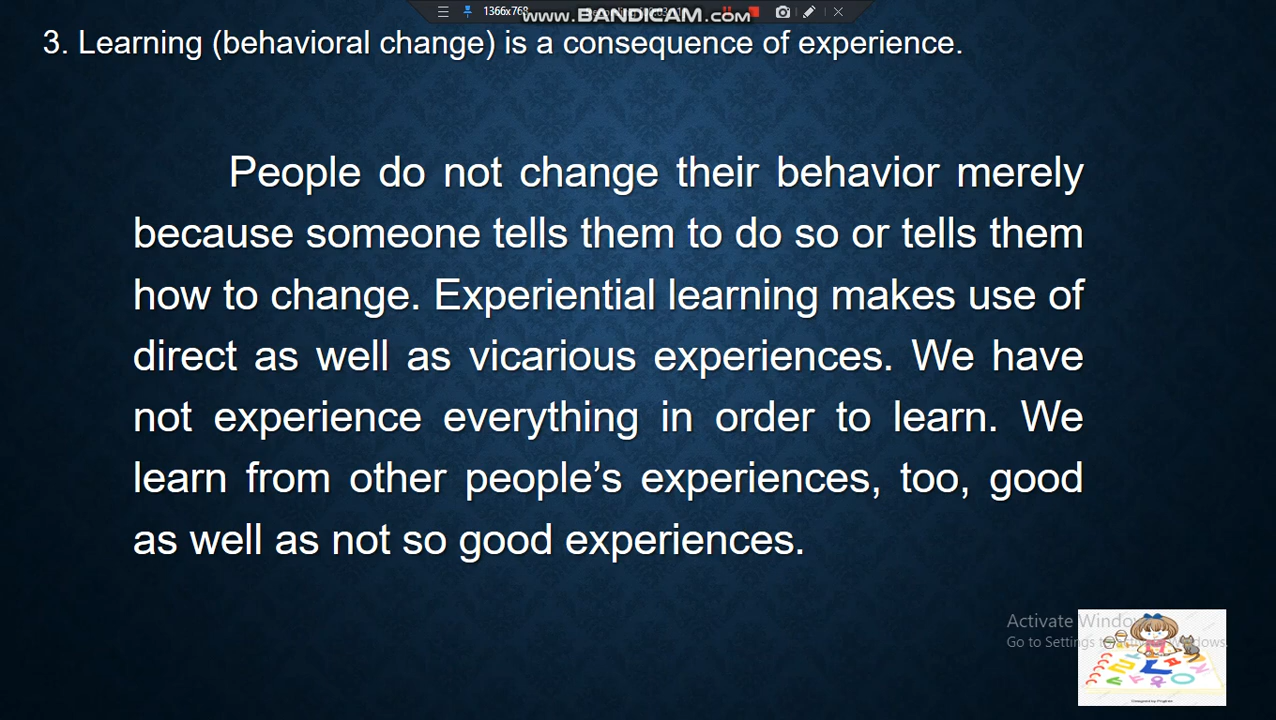 1366x768
www.BANDICAM.com
3. Learning (behavioral change) is a consequence of experience.
People do not change their behavior merely
because someone tells them to do so or tells them
how to change. Experiential learning makes use of
direct as well as vicarious experiences. We have
not experience everything in order to learn. We
learn from other people’s experiences, too, good
as well as not so good experiences.
Activate Windo
Go to Settings t